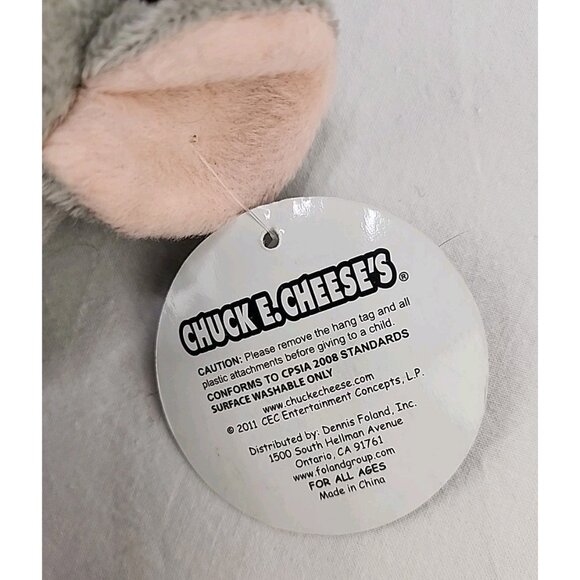 CHUCK E. CHEESE'S®
CAUTION: Please remove the hang tag and all
plastic attachments before giving to a child.
CONFORMS TO CPSIA 2008 STANDARDS
SURFACE WASHABLE ONLY
www.chuckecheese.com
© 2011 CEC Entertainment Concepts, L.P.
Distributed by: Dennis Foland, Inc.
1500 South Hellman Avenue
Ontario, CA 91761
www.folandgroup.com
FOR ALL AGES
Made in China